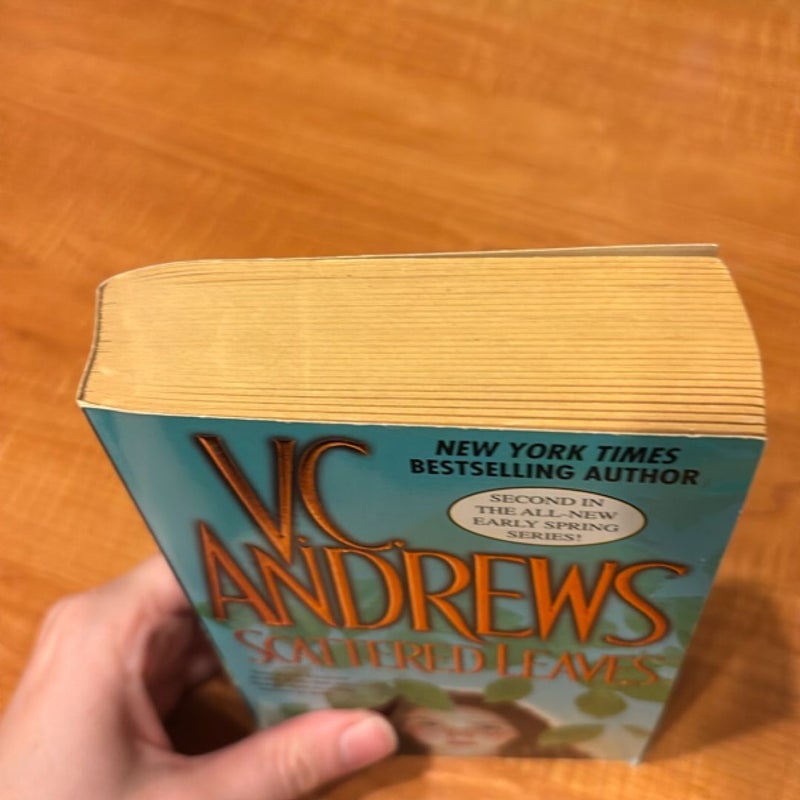 V.C.
ANDREWS
NEW YORK TIMES
BESTSELLING AUTHOR
SECOND IN
THE ALL-NEW
EARLY SPRING
SERIES!
SCATTERED LEAVES